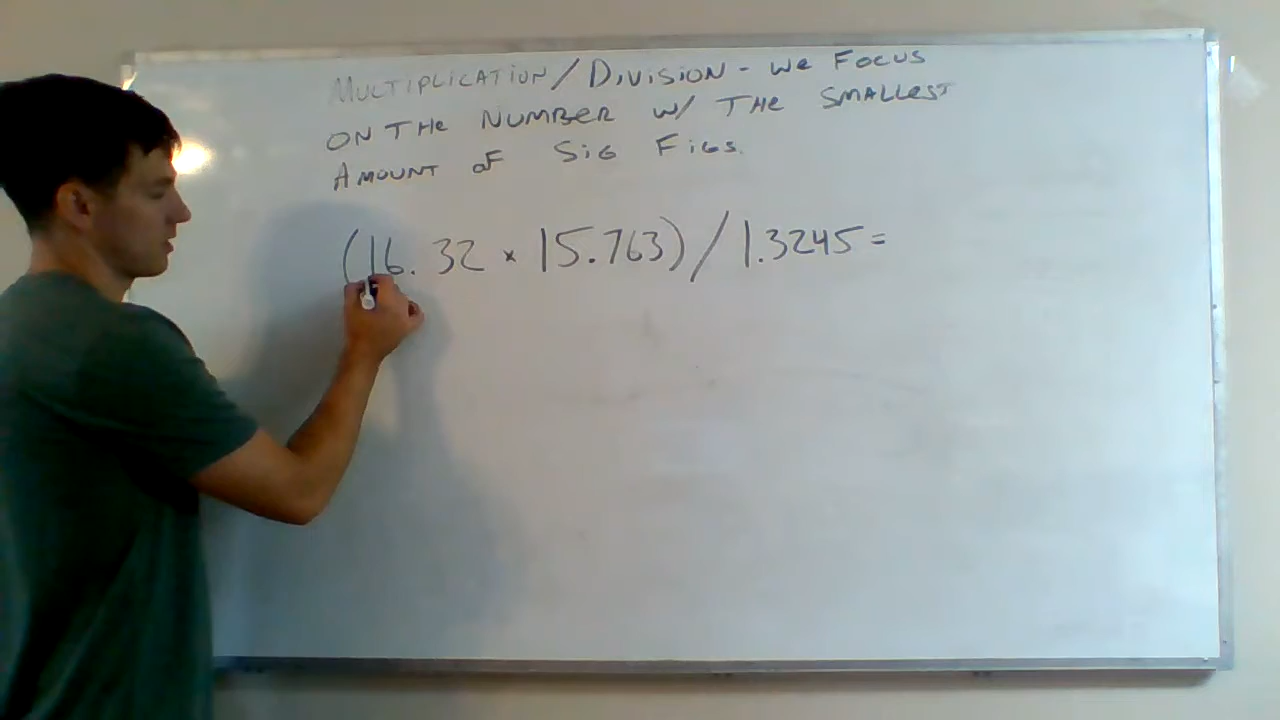 MULTIPLICATION/DIVISION - WE FOCUS
ON THE NUMBER W/ THE SMALLEST
AMOUNT OF SIG FIGS.
(16.32 × 15.763)/1.3245=